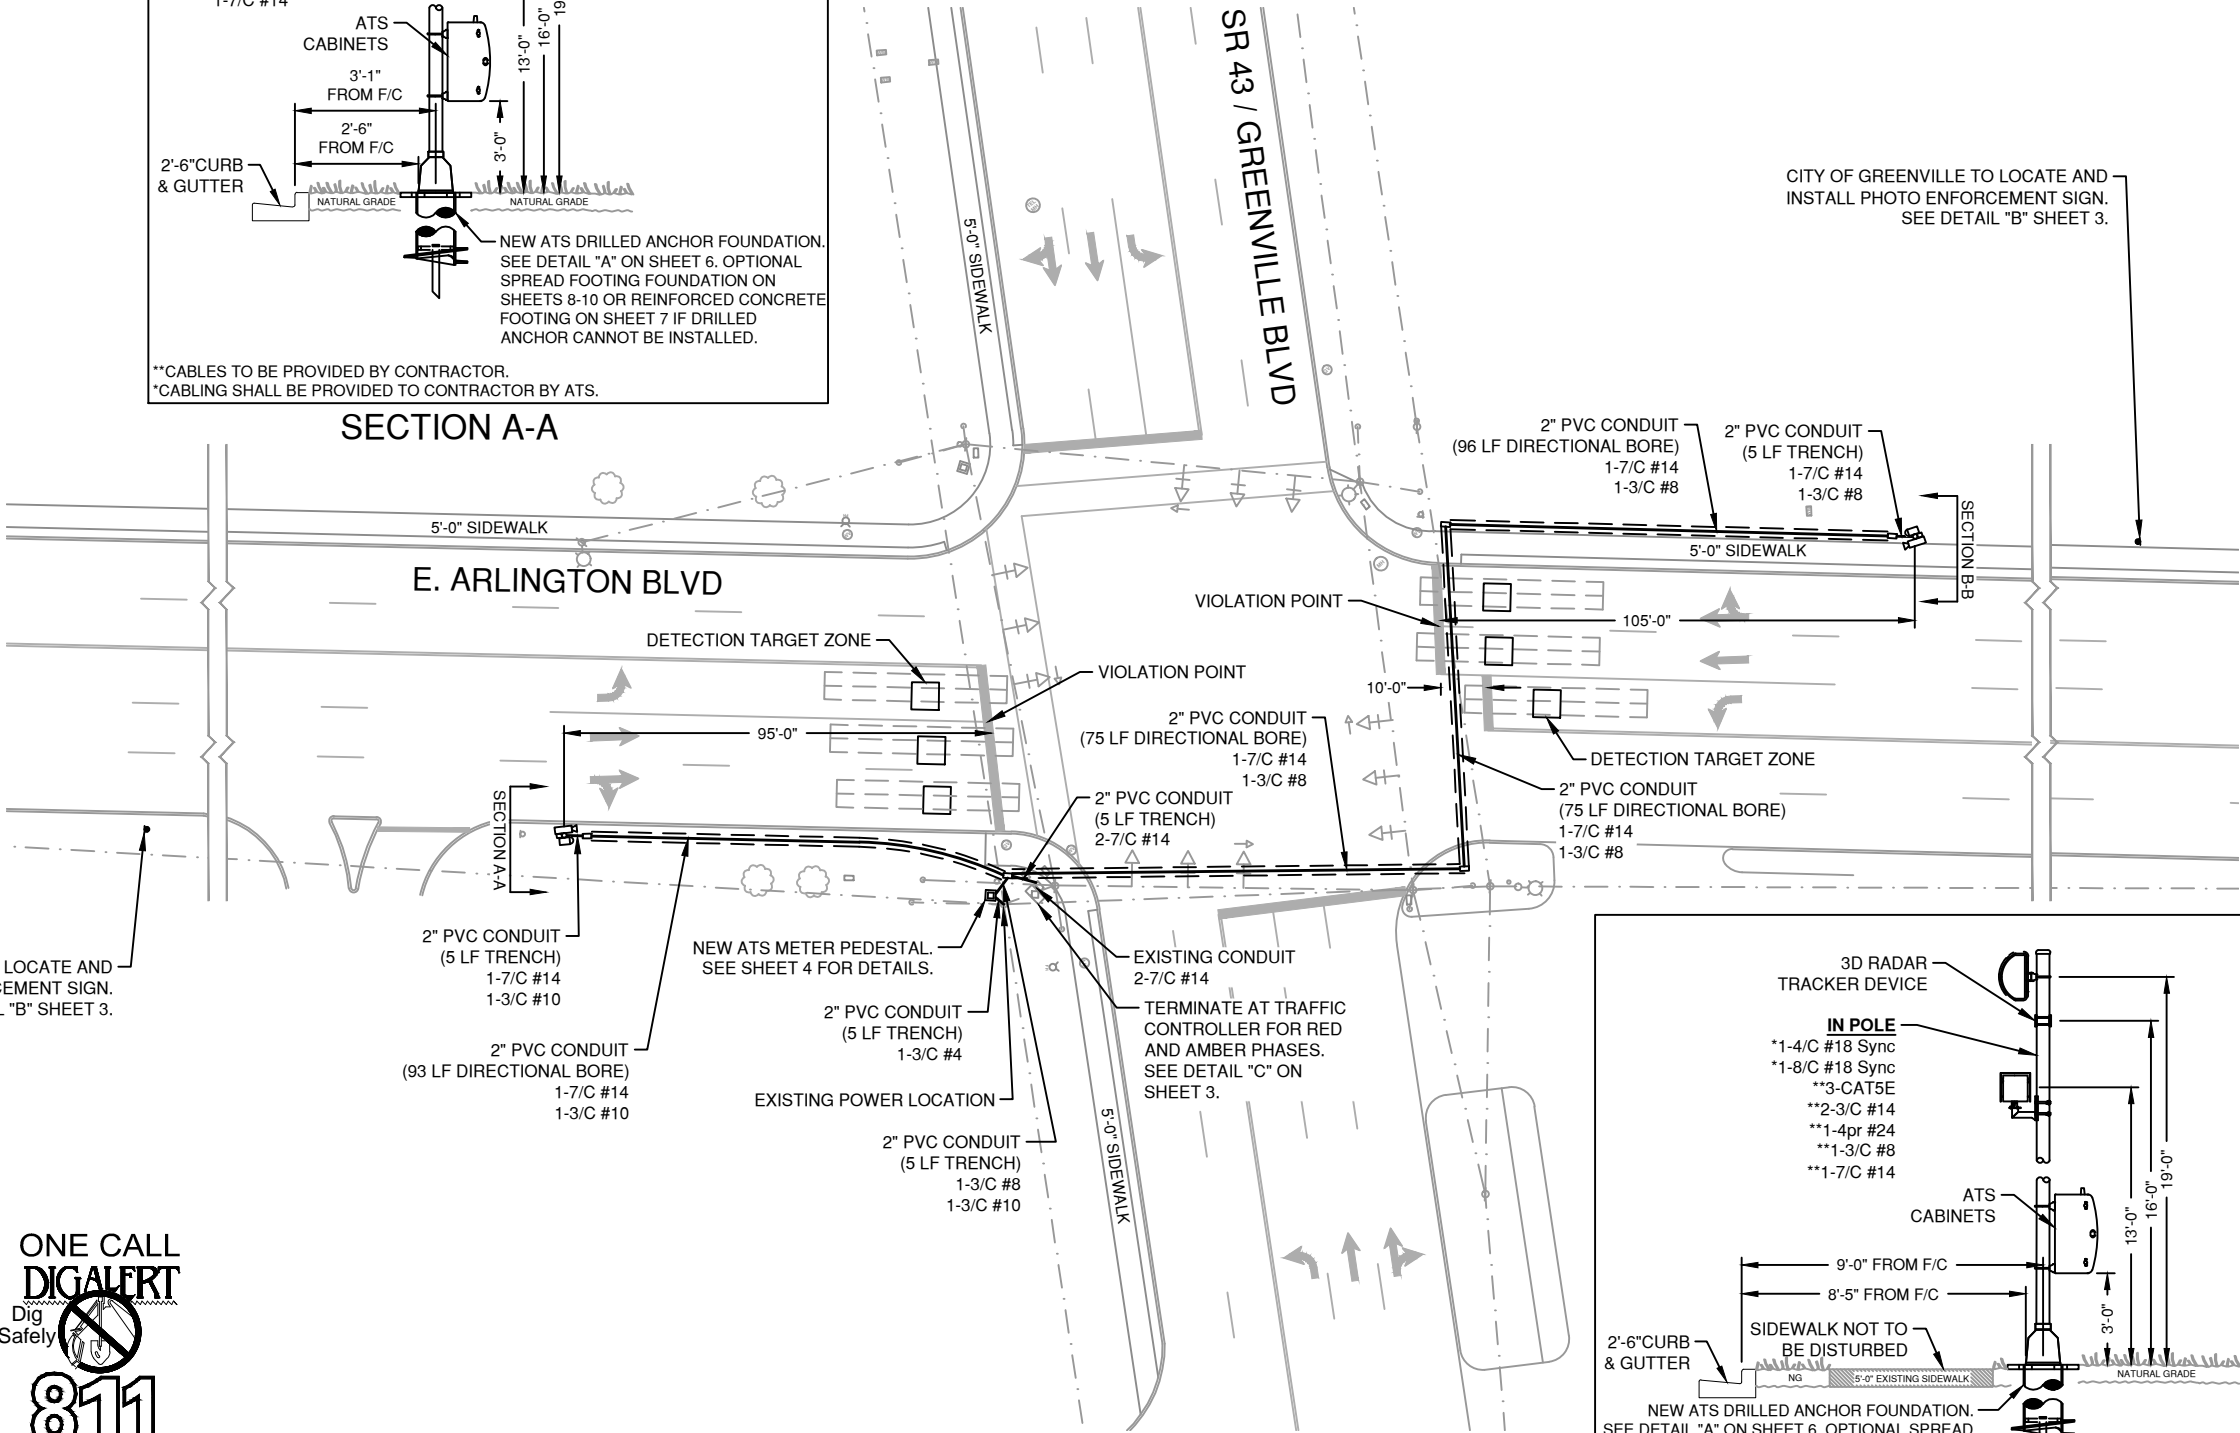 1-7/C #14
ATS
CABINETS
3'-1"
FROM F/C
2'-6"
FROM F/C
2'-6"CURB
& GUTTER
13'-0"
16'-0"
19
3'-0"
NATURAL GRADE
NATURAL GRADE
NEW ATS DRILLED ANCHOR FOUNDATION.
SEE DETAIL "A" ON SHEET 6. OPTIONAL
SPREAD FOOTING FOUNDATION ON
SHEETS 8-10 OR REINFORCED CONCRETE
FOOTING ON SHEET 7 IF DRILLED
ANCHOR CANNOT BE INSTALLED.
**CABLES TO BE PROVIDED BY CONTRACTOR.
*CABLING SHALL BE PROVIDED TO CONTRACTOR BY ATS.
SECTION A-A
SR 43 / GREENVILLE BLVD
5'-0" SIDEWALK
CITY OF GREENVILLE TO LOCATE AND
INSTALL PHOTO ENFORCEMENT SIGN.
SEE DETAIL "B" SHEET 3.
2" PVC CONDUIT
(96 LF DIRECTIONAL BORE)
1-7/C #14
1-3/C #8
2" PVC CONDUIT
(5 LF TRENCH)
1-7/C #14
1-3/C #8
SECTION B-B
5'-0" SIDEWALK
5'-0" SIDEWALK
E. ARLINGTON BLVD
VIOLATION POINT
105'-0"
DETECTION TARGET ZONE
VIOLATION POINT
10'-0"
95'-0"
2" PVC CONDUIT
(75 LF DIRECTIONAL BORE)
1-7/C #14
1-3/C #8
DETECTION TARGET ZONE
2" PVC CONDUIT
(75 LF DIRECTIONAL BORE)
1-7/C #14
1-3/C #8
2" PVC CONDUIT
(5 LF TRENCH)
2-7/C #14
SECTION A-A
2" PVC CONDUIT
(5 LF TRENCH)
1-7/C #14
1-3/C #10
NEW ATS METER PEDESTAL.
SEE SHEET 4 FOR DETAILS.
EXISTING CONDUIT
2-7/C #14
LOCATE AND
CEMENT SIGN.
"B" SHEET 3.
2" PVC CONDUIT
(5 LF TRENCH)
1-3/C #4
TERMINATE AT TRAFFIC
CONTROLLER FOR RED
AND AMBER PHASES.
SEE DETAIL "C" ON
SHEET 3.
2" PVC CONDUIT
(93 LF DIRECTIONAL BORE)
1-7/C #14
1-3/C #10
EXISTING POWER LOCATION
2" PVC CONDUIT
(5 LF TRENCH)
1-3/C #8
1-3/C #10
5'-0" SIDEWALK
3D RADAR
TRACKER DEVICE
IN POLE
*1-4/C #18 Sync
*1-8/C #18 Sync
**3-CAT5E
**2-3/C #14
**1-4pr #24
**1-3/C #8
**1-7/C #14
ATS
CABINETS
13'-0"
16'-0"
19'-0"
9'-0" FROM F/C
8'-5" FROM F/C
3'-0"
2'-6"CURB
& GUTTER
SIDEWALK NOT TO
BE DISTURBED
NG
5'-0" EXISTING SIDEWALK
NATURAL GRADE
NEW ATS DRILLED ANCHOR FOUNDATION.
SEE DETAIL "A" ON SHEET 6. OPTIONAL SPREAD
ONE CALL
DIGALERT
Dig
Safely
811